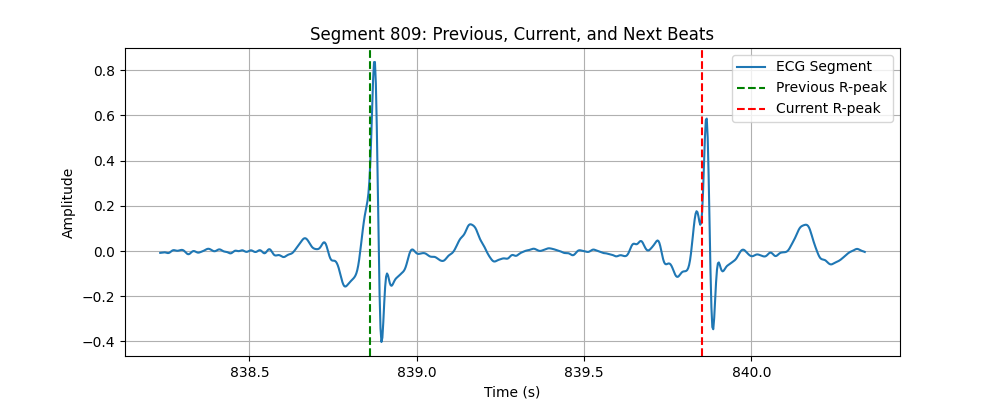 Segment 809: Previous, Current, and Next Beats
ECG Segment
Previous R-peak
Current R-peak
Amplitude
0.8
0.6
0.4
0.2
0.0
−0.2
−0.4
838.5
839.0
839.5
840.0
Time (s)